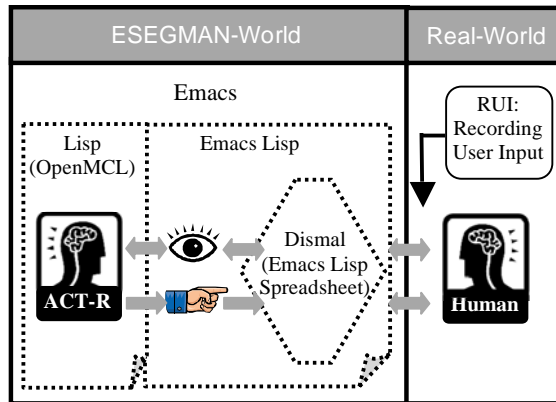 ESEGMAN-World
Real-World
Emacs
RUI:
Recording
User Input
Lisp
(OpenMCL)
Emacs Lisp
Dismal
(Emacs Lisp
Spreadsheet)
ACT-R
Human